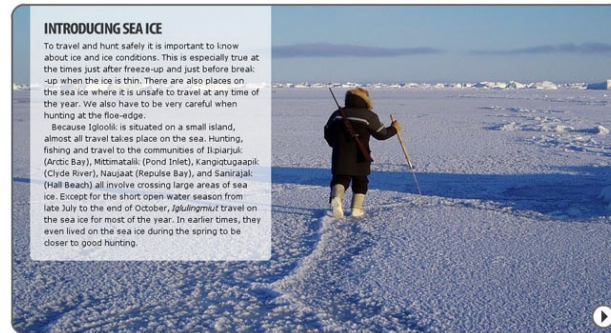 INTRODUCING SEA ICE
To travel and hunt safely it is important to know
about ice and ice conditions. This is especially true at
the times just after freeze-up and just before break
-up when the ice is thin. There are also places on
the sea ice where it is unsafe to travel at any time of
the year. We also have to be very careful when
hunting at the floe-edge.
Because Igloolik is situated on a small island,
almost all travel takes place on the sea. Hunting,
fishing and travel to the communities of Ikpiarjuk
(Arctic Bay), Mittimatalik (Pond Inlet), Kangiqtugaapik
(Clyde River), Naujaat (Repulse Bay), and Sanirajak
(Hall Beach) all involve crossing large areas of sea
ice. Except for the short open water season from
late July to the end of October, Iglulingmiut travel on
the sea ice for most of the year. In earlier times, they
even lived on the sea ice during the spring to be
closer to good hunting.